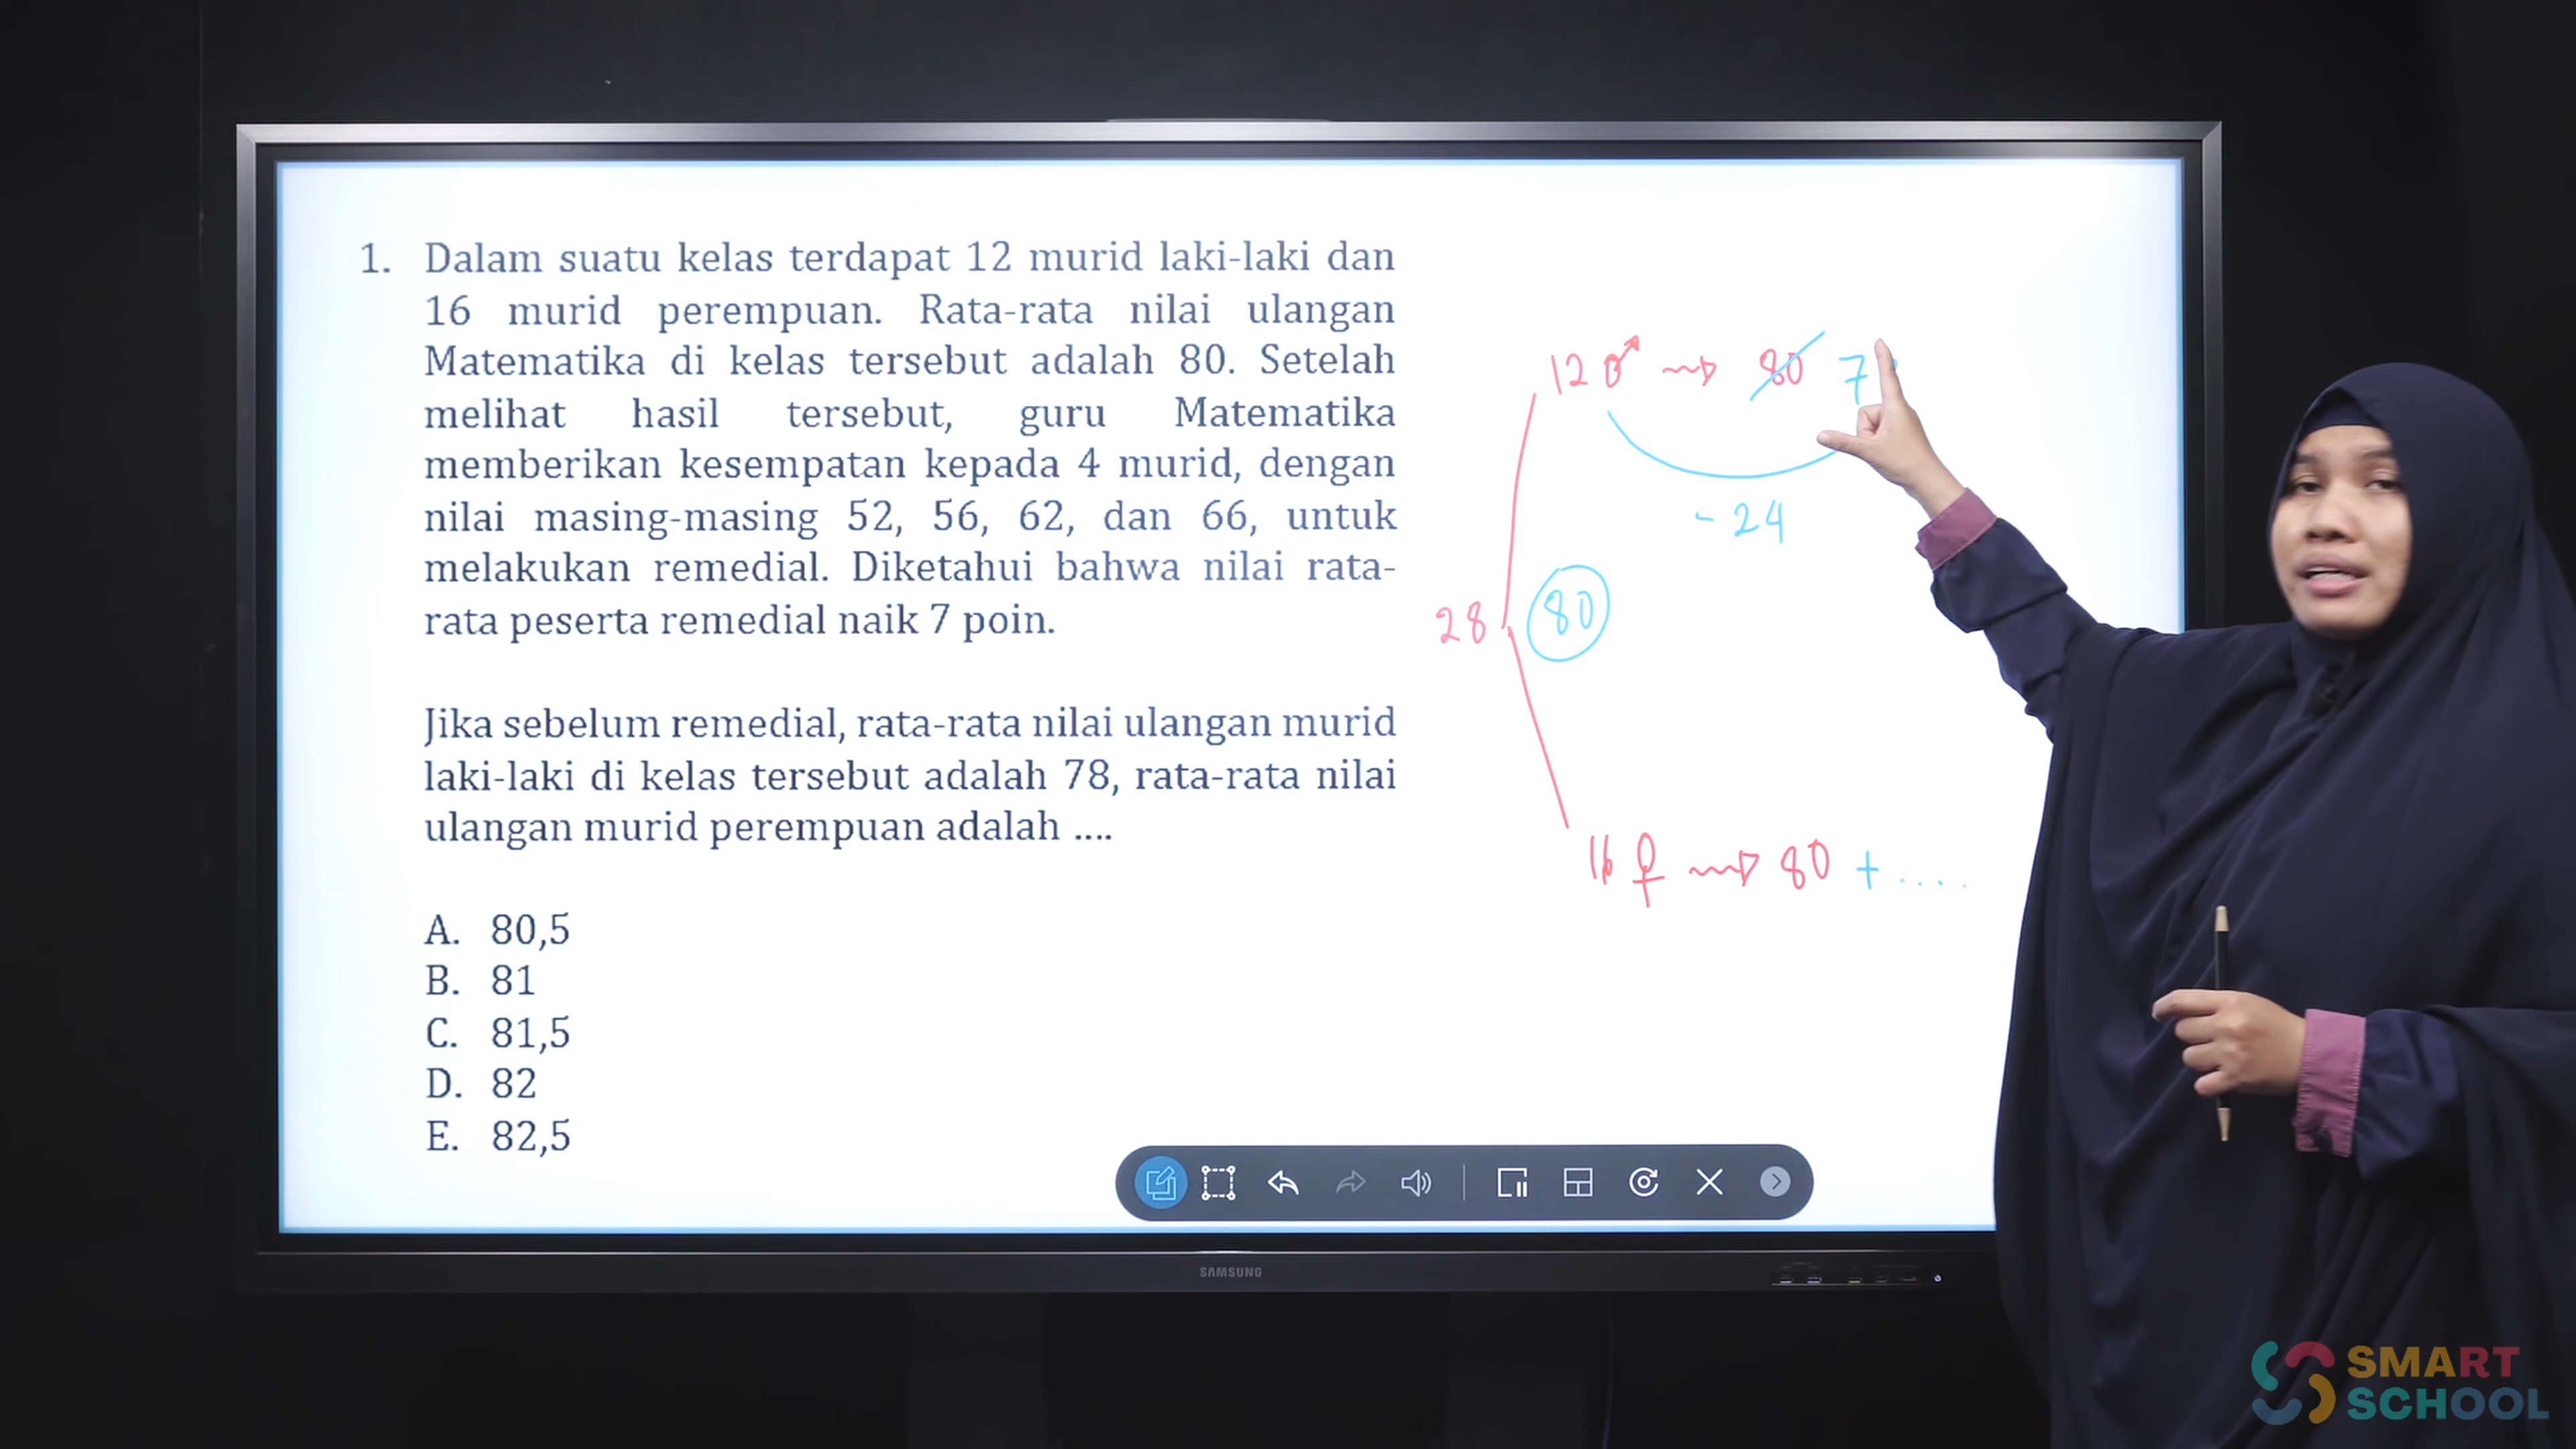 1. Dalam suatu kelas terdapat 12 murid laki-laki dan
16 murid perempuan. Rata-rata nilai ulangan
Matematika di kelas tersebut adalah 80. Setelah
melihat hasil tersebut, guru Matematika
memberikan kesempatan kepada 4 murid, dengan
nilai masing-masing 52, 56, 62, dan 66, untuk
melakukan remedial. Diketahui bahwa nilai rata-
rata peserta remedial naik 7 poin.
Jika sebelum remedial, rata-rata nilai ulangan murid
laki-laki di kelas tersebut adalah 78, rata-rata nilai
ulangan murid perempuan adalah ....
A. 80,5
B. 81
C. 81,5
D. 82
E. 82,5
12 ♂ 80 7
- 24
28 80
16 ♀ 80 + ....
SAMSUNG
SMART
SCHOOL